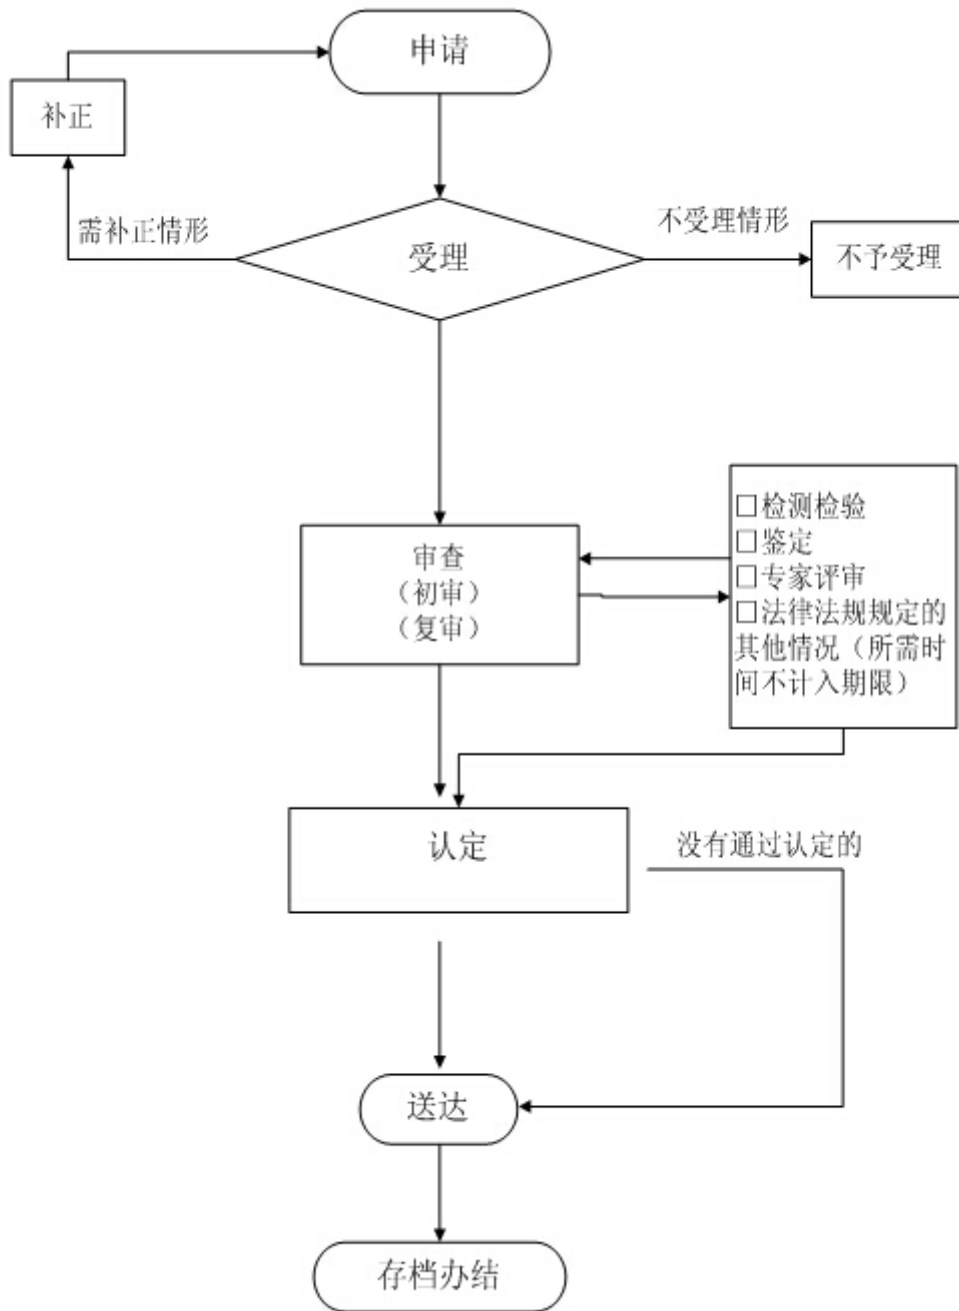 申请
补正
需补正情形
不受理情形
受理
不予受理
审查
（初审）
（复审）
□检测检验
□鉴定
□专家评审
□法律法规规定的
其他情况（所需时
间不计入期限）
认定
没有通过认定的
送达
存档办结